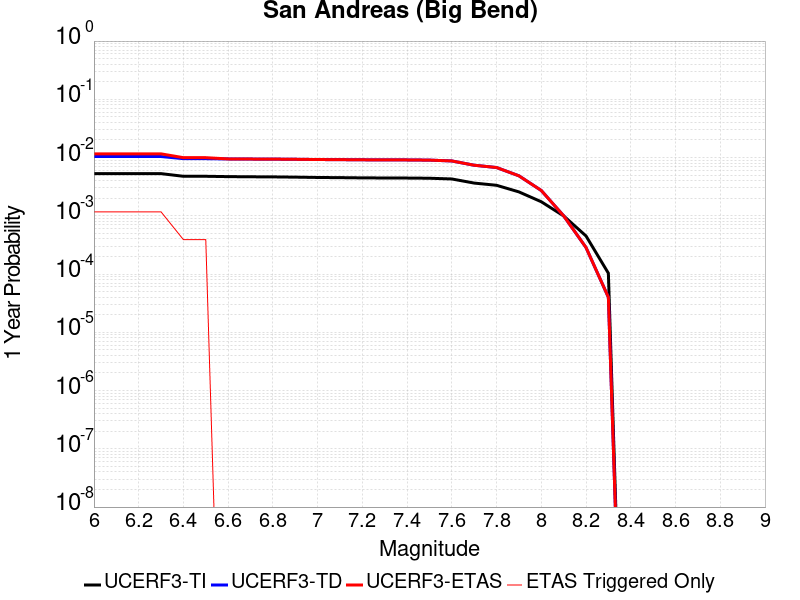 San Andreas (Big Bend)
10^0
10^-1
10^-2
10^-3
10^-4
10^-5
10^-6
10^-7
10^-8
1 Year Probability
6 6.2 6.4 6.6 6.8 7 7.2 7.4 7.6 7.8 8 8.2 8.4 8.6 8.8 9
Magnitude
UCERF3-TI UCERF3-TD UCERF3-ETAS ETAS Triggered Only